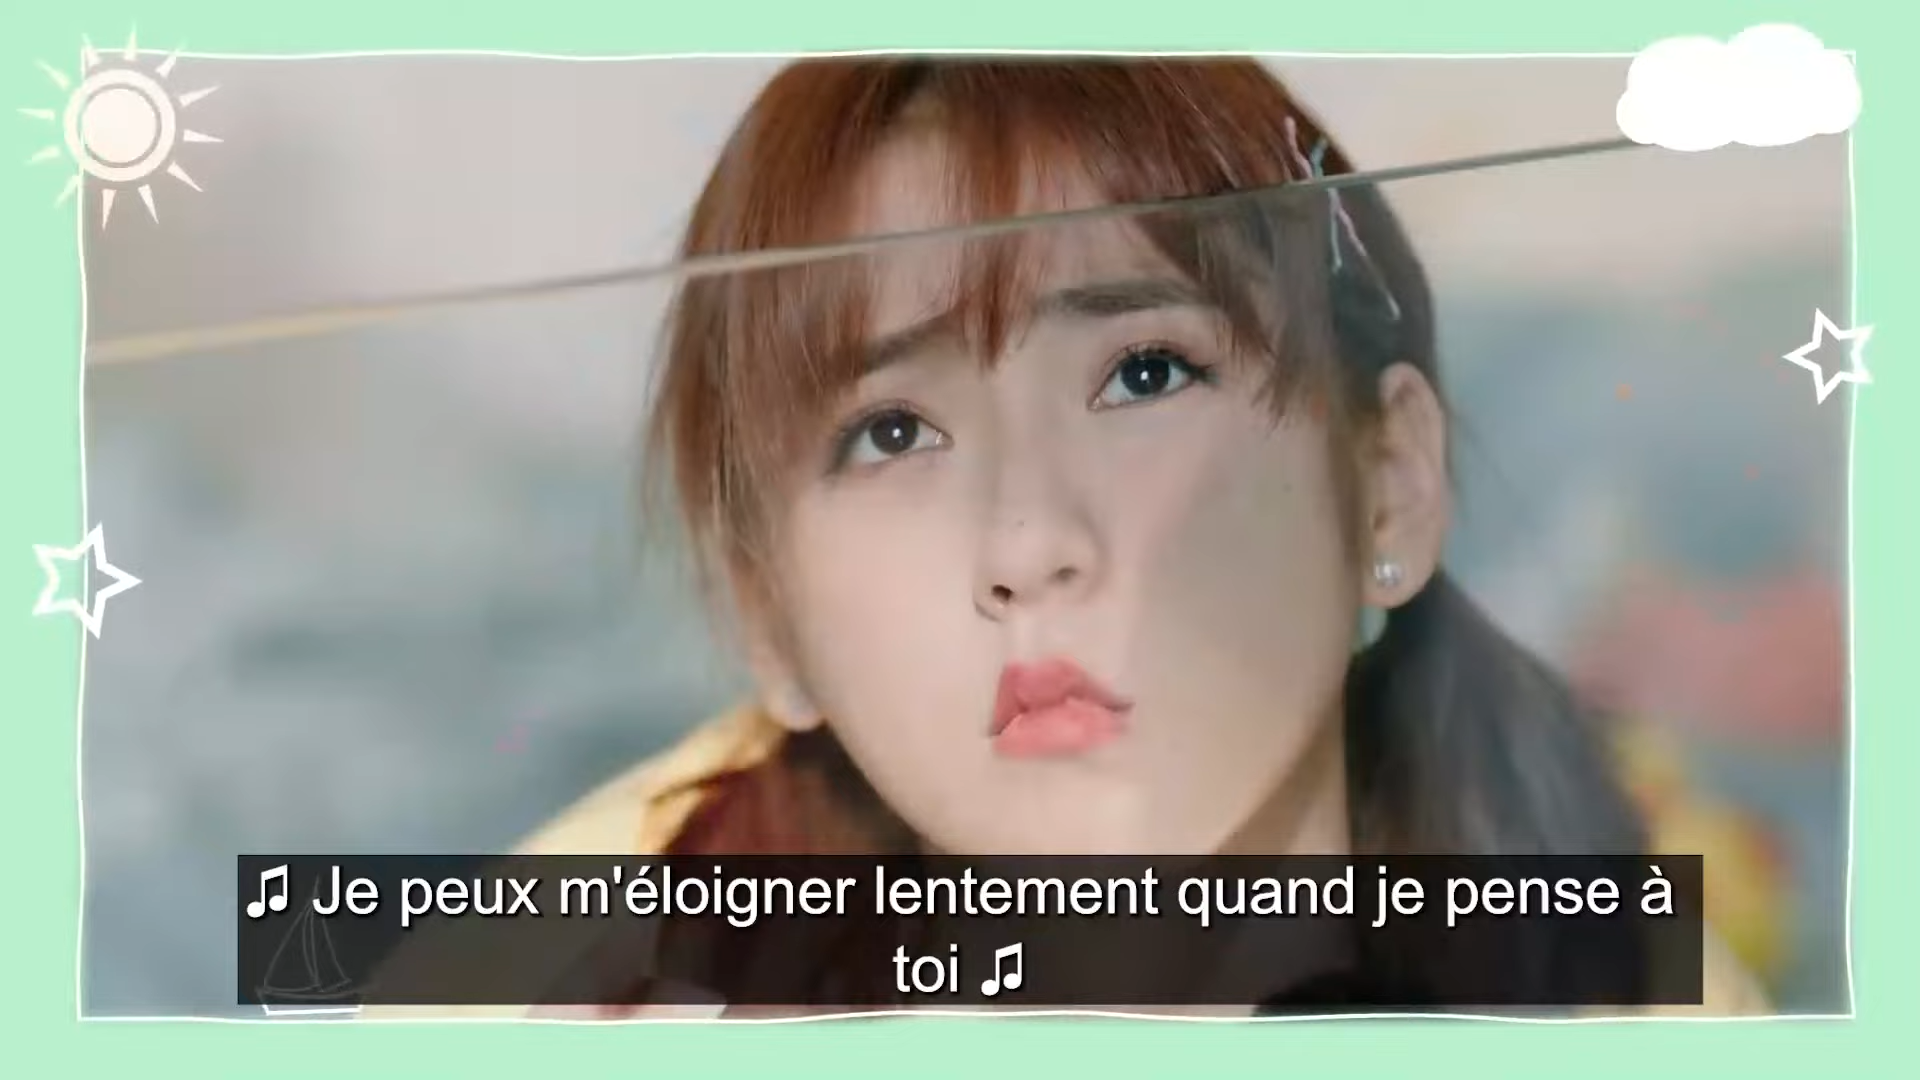 ♫ Je peux m'éloigner lentement quand je pense à
toi ♫